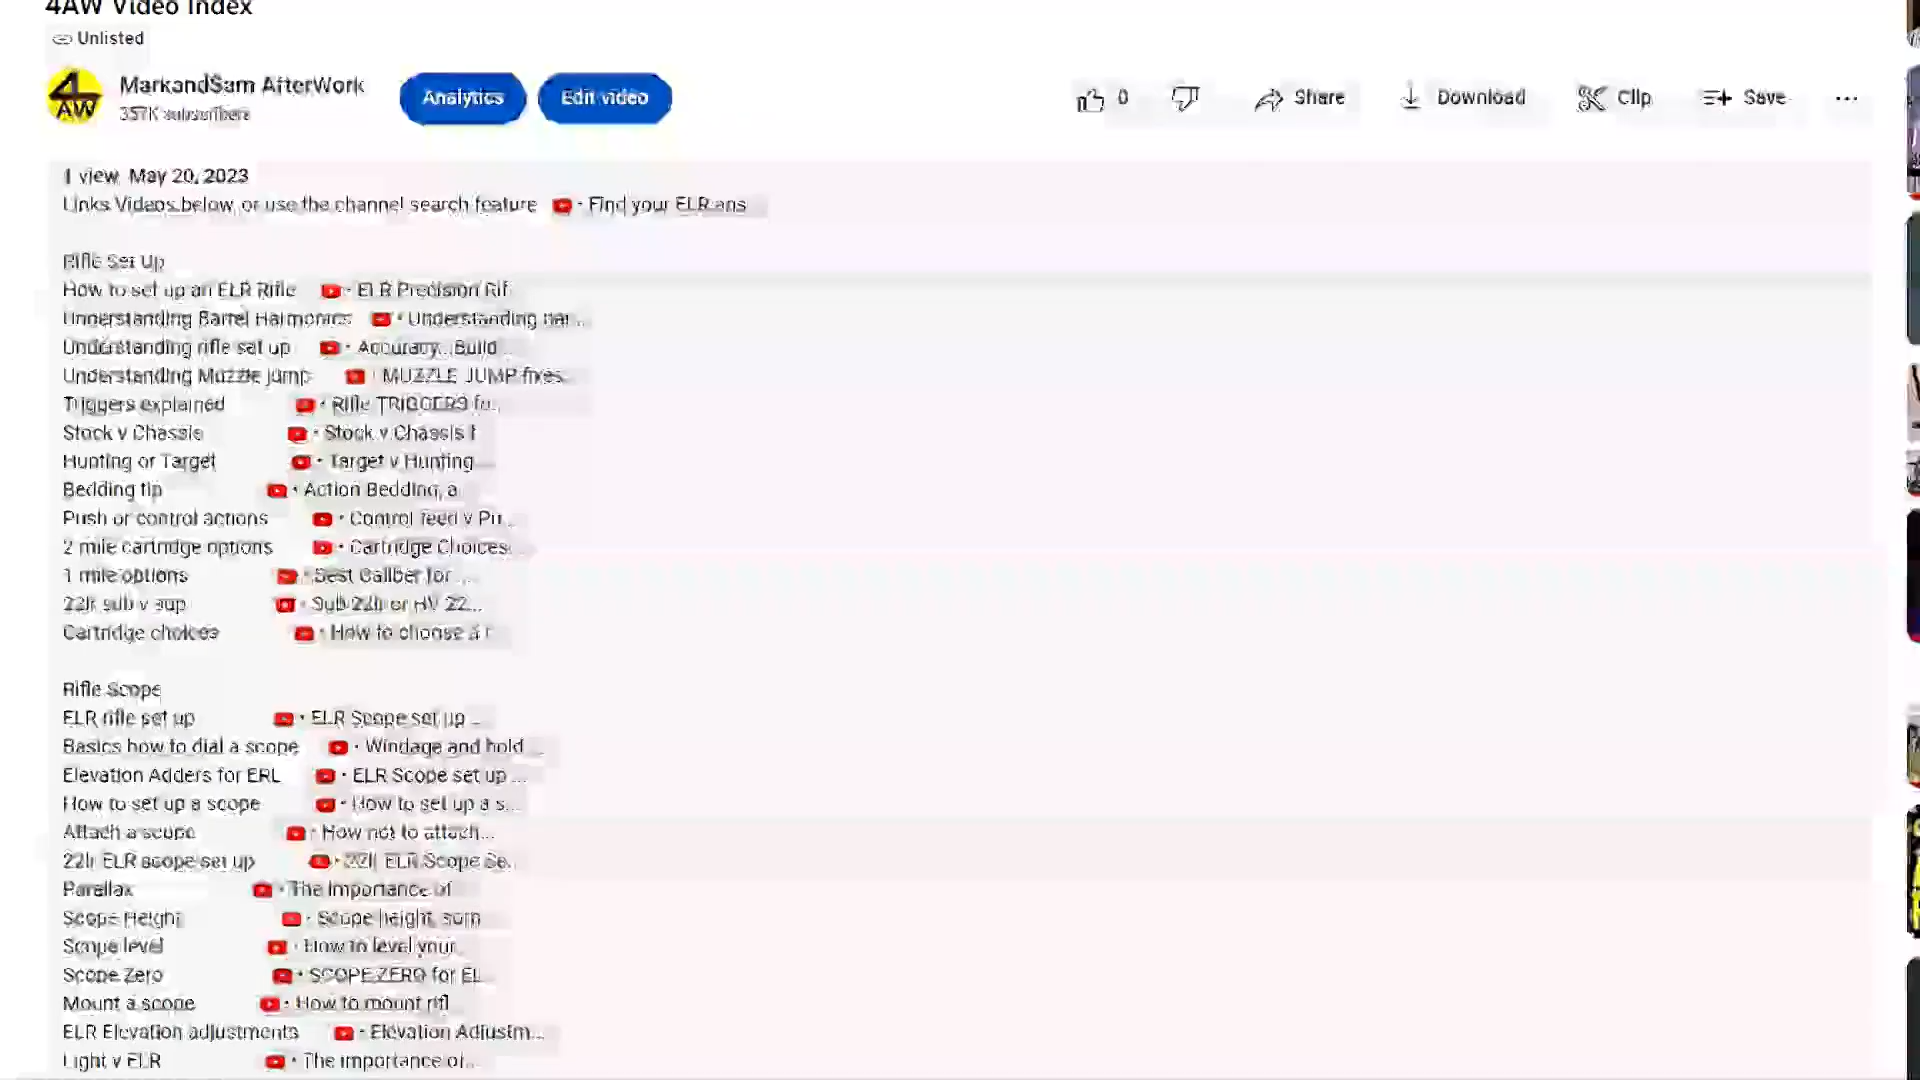 4AW Video Index
Unlisted
4AW
MarkandSam AfterWork
357K subscribers
Analytics
Edit video
0
Share
Download
Clip
Save
1 view May 20, 2023
Links Videos below, or use the channel search feature · Find your ELR ans
Rifle Set Up
How to set up an ELR Rifle · ELR Precision Rif
Understanding Barrel Harmonics · Understanding bar...
Understanding rifle set up · Accuracy...Build
Understanding Muzzle jump · MUZZLE JUMP fixes
Triggers explained · Rifle TRIGGERS fo...
Stock v Chassis · Stock v Chassis
Hunting or Target · Target v Hunting ...
Bedding tip · Action Bedding, a
Push or control actions · Control feed v Pu...
2 mile cartridge options · Cartridge Choices
1 mile options · Best Caliber for ...
22lr sub v sup · Sub 22lr or HV 22...
Cartridge choices · How to choose a
Rifle Scope
ELR rifle set up · ELR Scope set up ...
Basics how to dial a scope · Windage and hold ...
Elevation Adders for ERL · ELR Scope set up ...
How to set up a scope · How to set up a s...
Attach a scope · How not to attach...
22lr ELR scope set up · 22lr ELR Scope Se...
Parallax · The importance of
Scope Height · Scope height, som
Scope level · How to level your
Scope Zero · SCOPE ZERO for EL...
Mount a scope · How to mount rifl
ELR Elevation adjustments · Elevation Adjustm...
Light v ELR · The importance of...